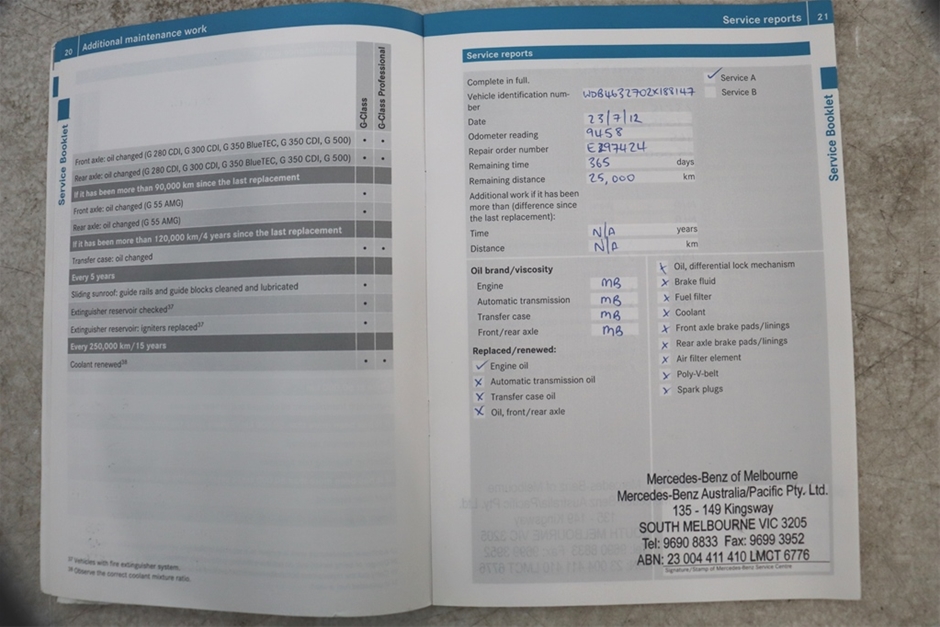 20 Additional maintenance work
G-Class
G-Class Professional
Front axle: oil changed (G 280 CDI, G 300 CDI, G 350 BlueTEC, G 350 CDI, G 500) • •
Rear axle: oil changed (G 280 CDI, G 300 CDI, G 350 BlueTEC, G 350 CDI, G 500) • •
If it has been more than 90,000 km since the last replacement
Front axle: oil changed (G 55 AMG) •
Rear axle: oil changed (G 55 AMG) •
If it has been more than 120,000 km/4 years since the last replacement
Transfer case: oil changed • •
Every 5 years
Sliding sunroof: guide rails and guide blocks cleaned and lubricated •
Extinguisher reservoir checked³⁷ •
Extinguisher reservoir: igniters replaced³⁷ •
Every 250,000 km/15 years
Coolant renewed³⁸ • •
³⁷ Vehicles with fire extinguisher system.
³⁸ Observe the correct coolant mixture ratio.
Service Booklet
Service reports 21
Service reports
Complete in full.
✓ Service A
Vehicle identification num-
ber
WDB4632702X188147
Service B
Date 23/7/12
Odometer reading 9458
Repair order number E297424
Remaining time 365 days
Remaining distance 25,000 km
Additional work if it has been
more than (difference since
the last replacement):
Time N/A years
Distance N/A km
Oil brand/viscosity
Engine MB
Automatic transmission MB
Transfer case MB
Front/rear axle MB
Replaced/renewed:
✓ Engine oil
x Automatic transmission oil
x Transfer case oil
x Oil, front/rear axle
x Oil, differential lock mechanism
x Brake fluid
x Fuel filter
x Coolant
x Front axle brake pads/linings
x Rear axle brake pads/linings
x Air filter element
x Poly-V-belt
x Spark plugs
Mercedes-Benz of Melbourne
Mercedes-Benz Australia/Pacific Pty. Ltd.
135 - 149 Kingsway
SOUTH MELBOURNE VIC 3205
Tel: 9690 8833 Fax: 9699 3952
ABN: 23 004 411 410 LMCT 6776
Signature/Stamp of Mercedes-Benz Service Centre
Service Booklet